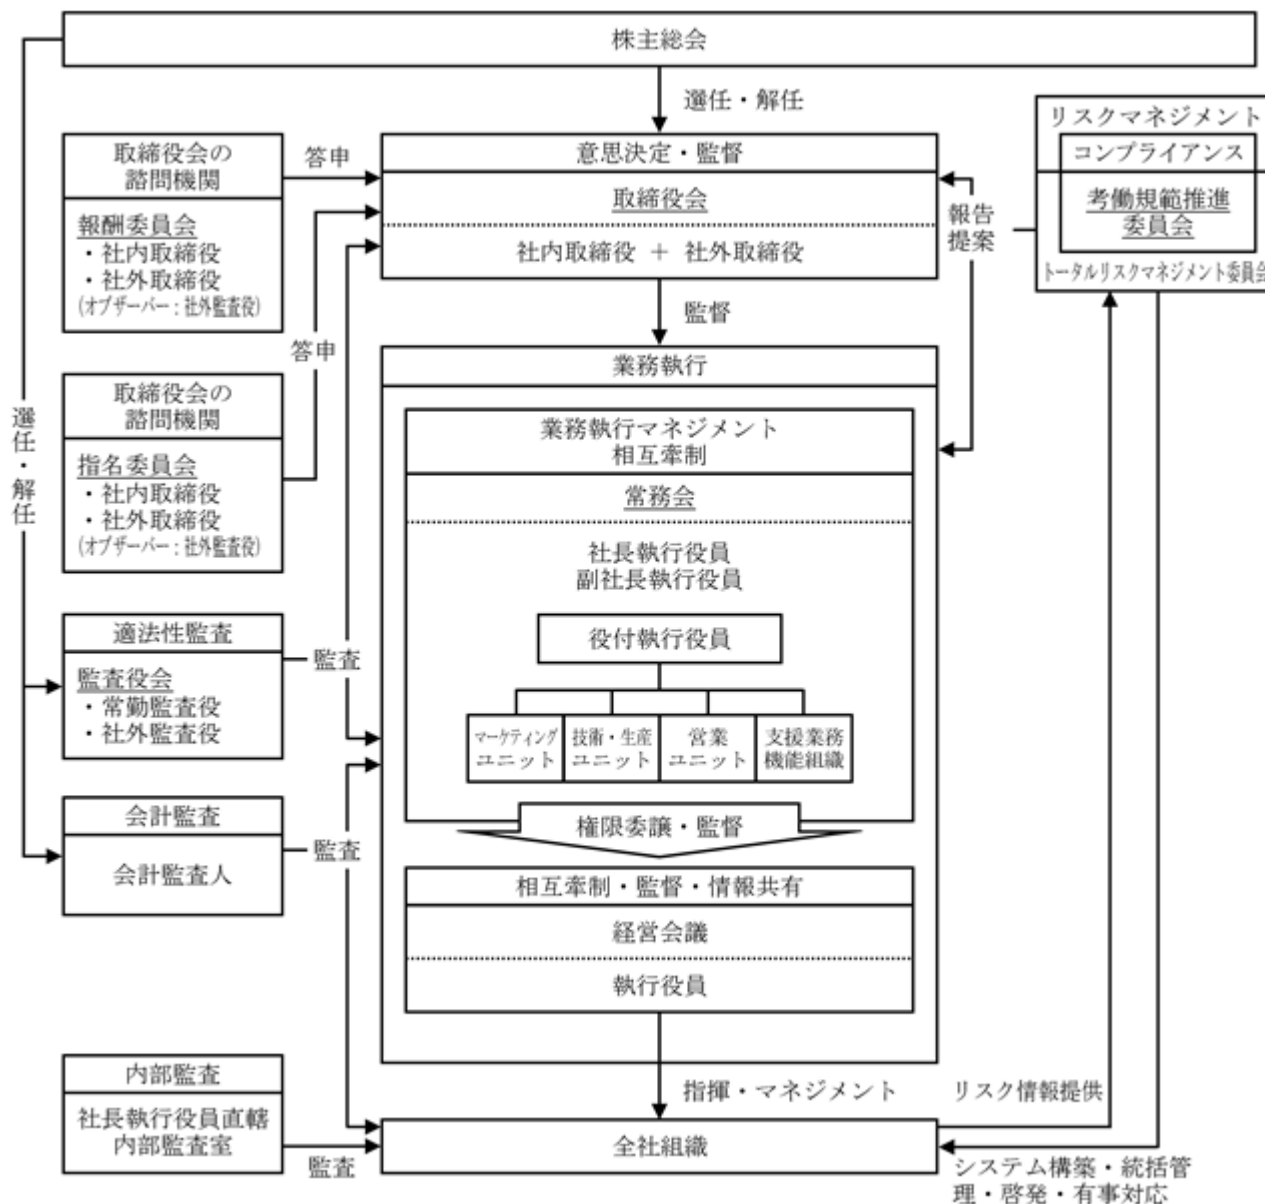 株主総会
選任・解任
選任・解任
取締役会の
諮問機関
報酬委員会
・社内取締役
・社外取締役
(オブザーバー：社外監査役)
答申
取締役会の
諮問機関
指名委員会
・社内取締役
・社外取締役
(オブザーバー：社外監査役)
答申
意思決定・監督
取締役会
社内取締役 ＋ 社外取締役
報告
提案
リスクマネジメント
コンプライアンス
考働規範推進
委員会
トータルリスクマネジメント委員会
監督
業務執行
業務執行マネジメント
相互牽制
常務会
社長執行役員
副社長執行役員
役付執行役員
マーケティング
ユニット
技術・生産
ユニット
営業
ユニット
支援業務
機能組織
権限委譲・監督
相互牽制・監督・情報共有
経営会議
執行役員
適法性監査
監査役会
・常勤監査役
・社外監査役
監査
会計監査
会計監査人
監査
内部監査
社長執行役員直轄
内部監査室
監査
指揮・マネジメント
リスク情報提供
全社組織
システム構築・統括管
理・啓発・有事対応